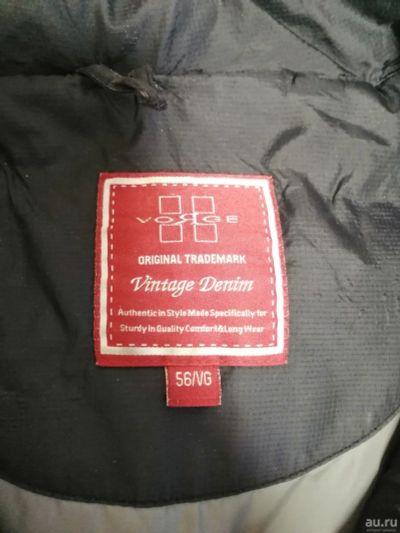 VORGE
ORIGINAL TRADEMARK
Vintage Denim
Authentic in Style Made Specifically for
Sturdy in Quality Comfort&Long Wear
56/VG
au.ru